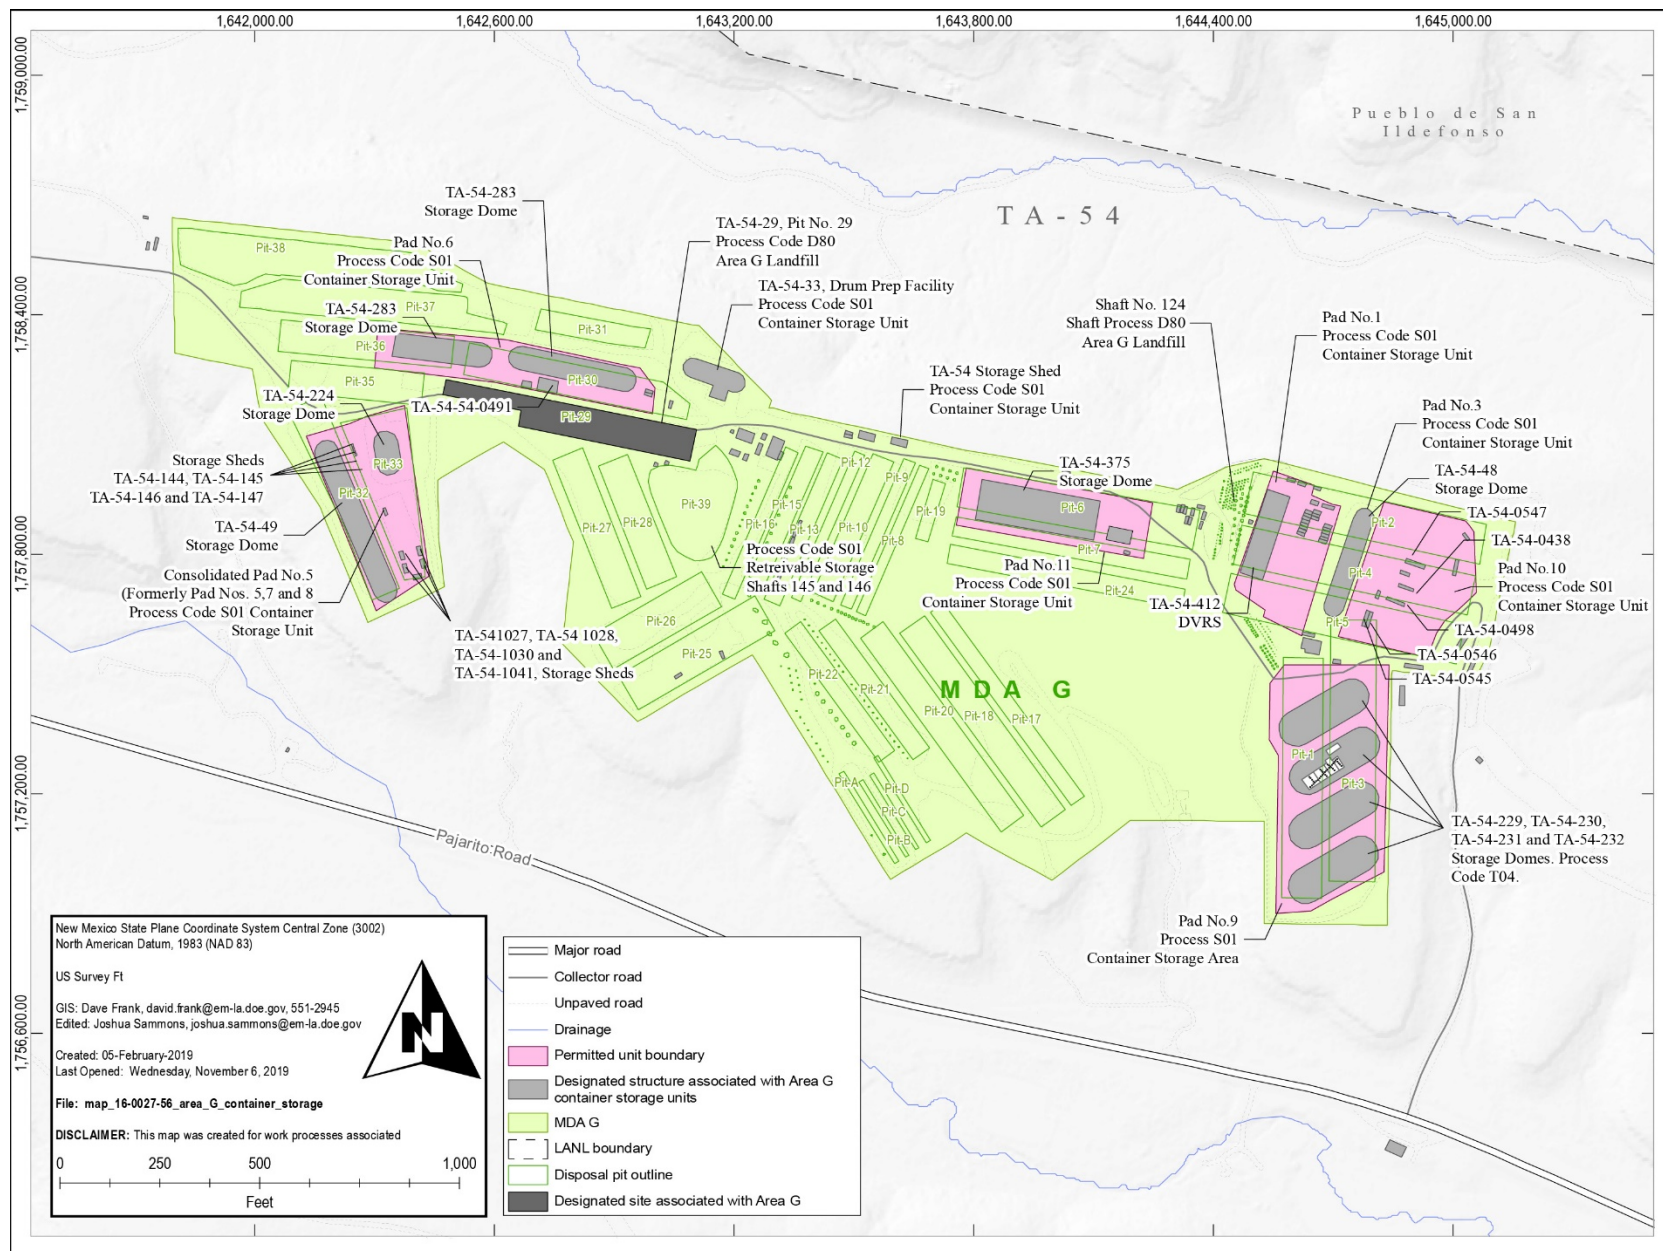 1,642,000.00
1,642,600.00
1,643,200.00
1,643,800.00
1,644,400.00
1,645,000.00
1,759,000.00
1,758,400.00
1,757,800.00
1,757,200.00
1,756,600.00
Pueblo de San
Ildefonso
TA-54
TA-54-283
Storage Dome
Pad No.6
Process Code S01
Container Storage Unit
TA-54-283
Storage Dome
TA-54-29, Pit No. 29
Process Code D80
Area G Landfill
TA-54-33, Drum Prep Facility
Process Code S01
Container Storage Unit
TA-54 Storage Shed
Process Code S01
Container Storage Unit
Shaft No. 124
Shaft Process D80
Area G Landfill
Pad No.1
Process Code S01
Container Storage Unit
Pad No.3
Process Code S01
Container Storage Unit
TA-54-48
Storage Dome
TA-54-0547
TA-54-0438
Pad No.10
Process Code S01
Container Storage Unit
TA-54-0498
TA-54-0546
TA-54-0545
TA-54-375
Storage Dome
Pad No.11
Process Code S01
Container Storage Unit
TA-54-412
DVRS
TA-54-224
Storage Dome
TA-54-54-0491
Storage Sheds
TA-54-144, TA-54-145
TA-54-146 and TA-54-147
TA-54-49
Storage Dome
Consolidated Pad No.5
(Formerly Pad Nos. 5,7 and 8
Process Code S01 Container
Storage Unit
TA-541027, TA-54 1028,
TA-54-1030 and
TA-54-1041, Storage Sheds
Process Code S01
Retreivable Storage
Shafts 145 and 146
TA-54-229, TA-54-230,
TA-54-231 and TA-54-232
Storage Domes. Process
Code T04.
Pad No.9
Process S01
Container Storage Area
MDA G
Pit-38
Pit-37
Pit-36
Pit-35
Pit-31
Pit-30
Pit-29
Pit-33
Pit-32
Pit-27
Pit-28
Pit-39
Pit-16
Pit-15
Pit-13
Pit-12
Pit-10
Pit-9
Pit-8
Pit-19
Pit-6
Pit-7
Pit-24
Pit-2
Pit-4
Pit-5
Pit-26
Pit-25
Pit-22
Pit-21
Pit-20
Pit-18
Pit-17
Pit-A
Pit-D
Pit-C
Pit-B
Pit-1
Pit-3
Pajarito Road
New Mexico State Plane Coordinate System Central Zone (3002)
North American Datum, 1983 (NAD 83)
US Survey Ft
GIS: Dave Frank, david.frank@em-la.doe.gov, 551-2945
Edited: Joshua Sammons, joshua.sammons@em-la.doe.gov
Created: 05-February-2019
Last Opened: Wednesday, November 6, 2019
File: map_16-0027-56_area_G_container_storage
DISCLAIMER: This map was created for work processes associated
N
0 250 500 1,000
Feet
Major road
Collector road
Unpaved road
Drainage
Permitted unit boundary
Designated structure associated with Area G
container storage units
MDA G
LANL boundary
Disposal pit outline
Designated site associated with Area G